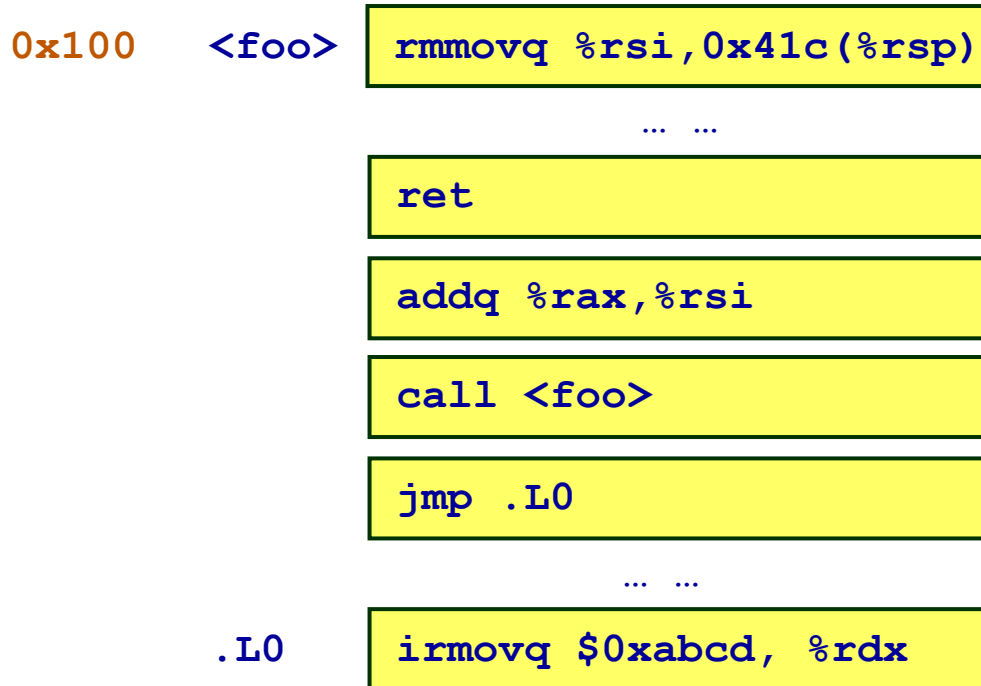 0x100 <foo> rmmovq %rsi,0x41c(%rsp)
… …
ret
addq %rax,%rsi
call <foo>
jmp .L0
… …
.L0 irmovq $0xabcd, %rdx